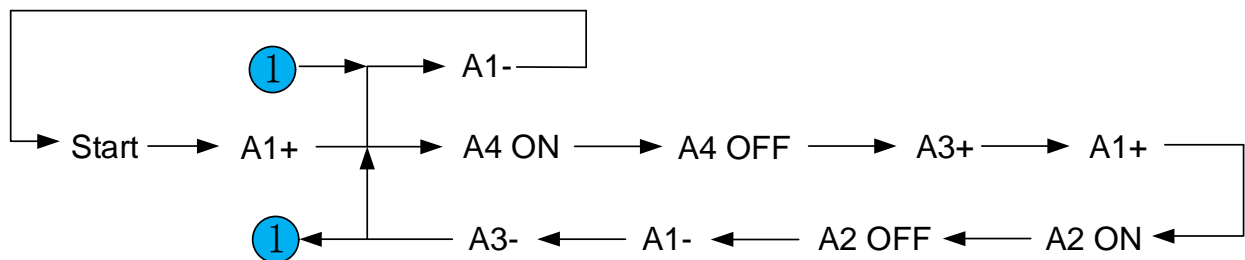 1 A1-
Start A1+ A4 ON A4 OFF A3+ A1+
1 A3- A1- A2 OFF A2 ON